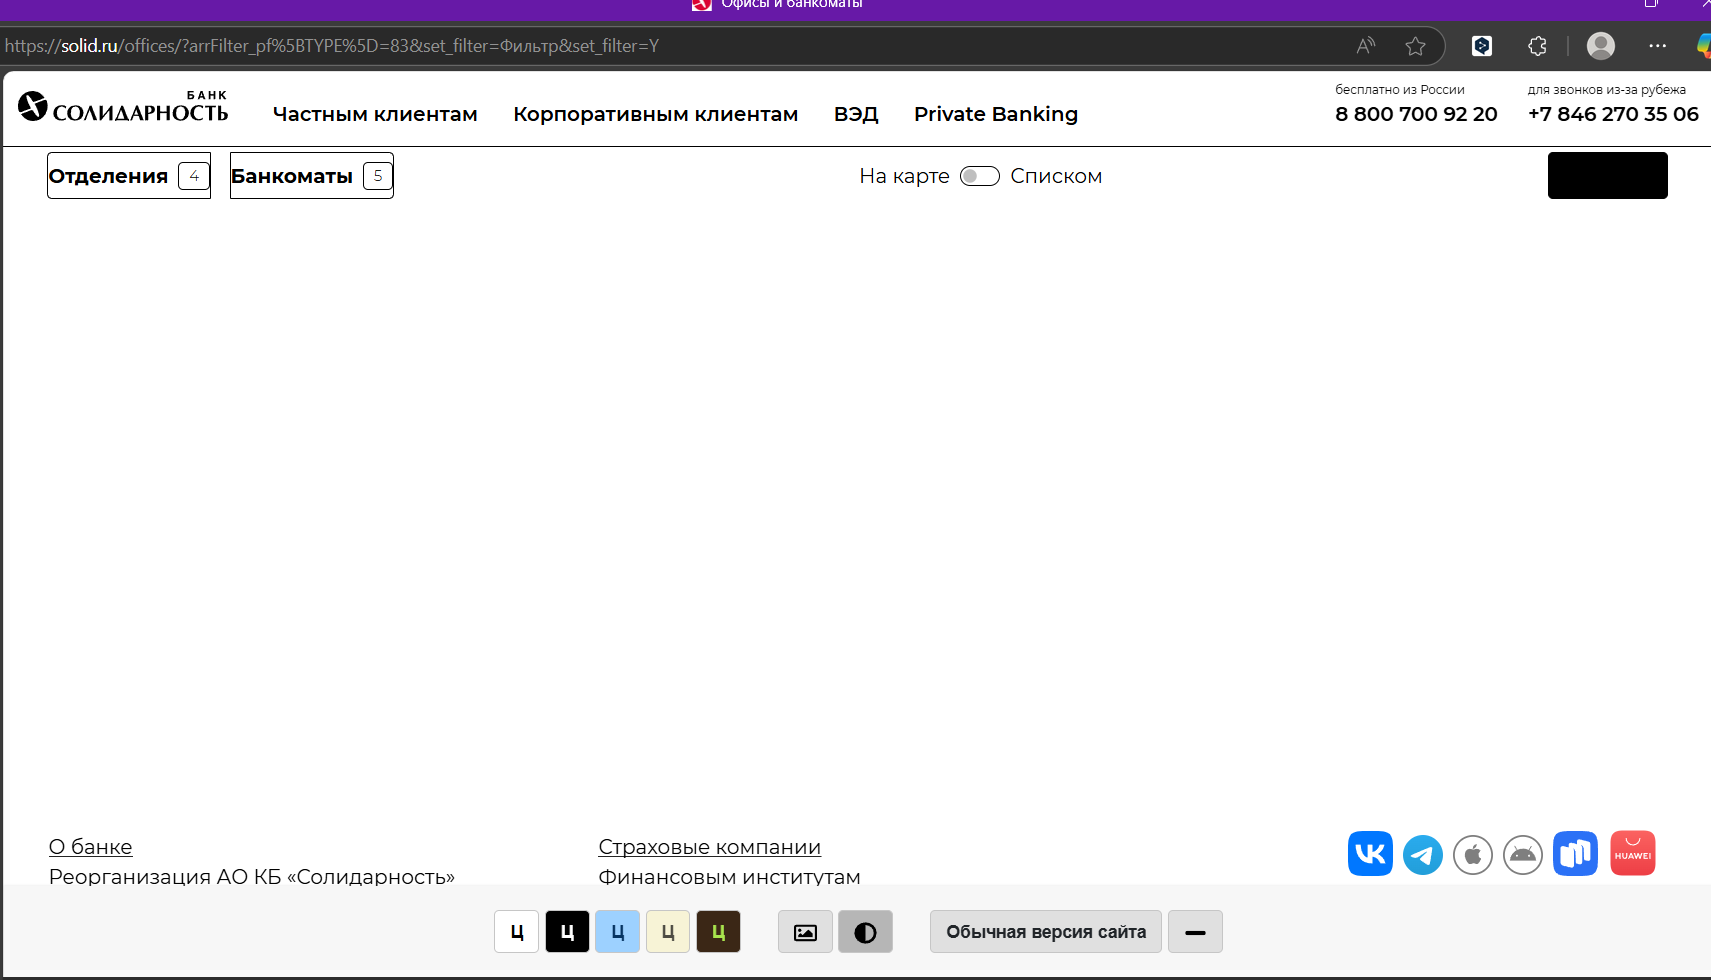 Офисы и банкоматы
https://solid.ru/offices/?arrFilter_pf%5BTYPE%5D=83&set_filter=Фильтр&set_filter=Y
БАНК
СОЛИДАРНОСТЬ
Частным клиентам
Корпоративным клиентам
ВЭД
Private Banking
бесплатно из России
8 800 700 92 20
для звонков из-за рубежа
+7 846 270 35 06
Отделения 4
Банкоматы 5
На карте
Списком
О банке
Страховые компании
Реорганизация АО КБ «Солидарность»
Финансовым институтам
HUAWEI
Ц Ц Ц Ц Ц
Обычная версия сайта